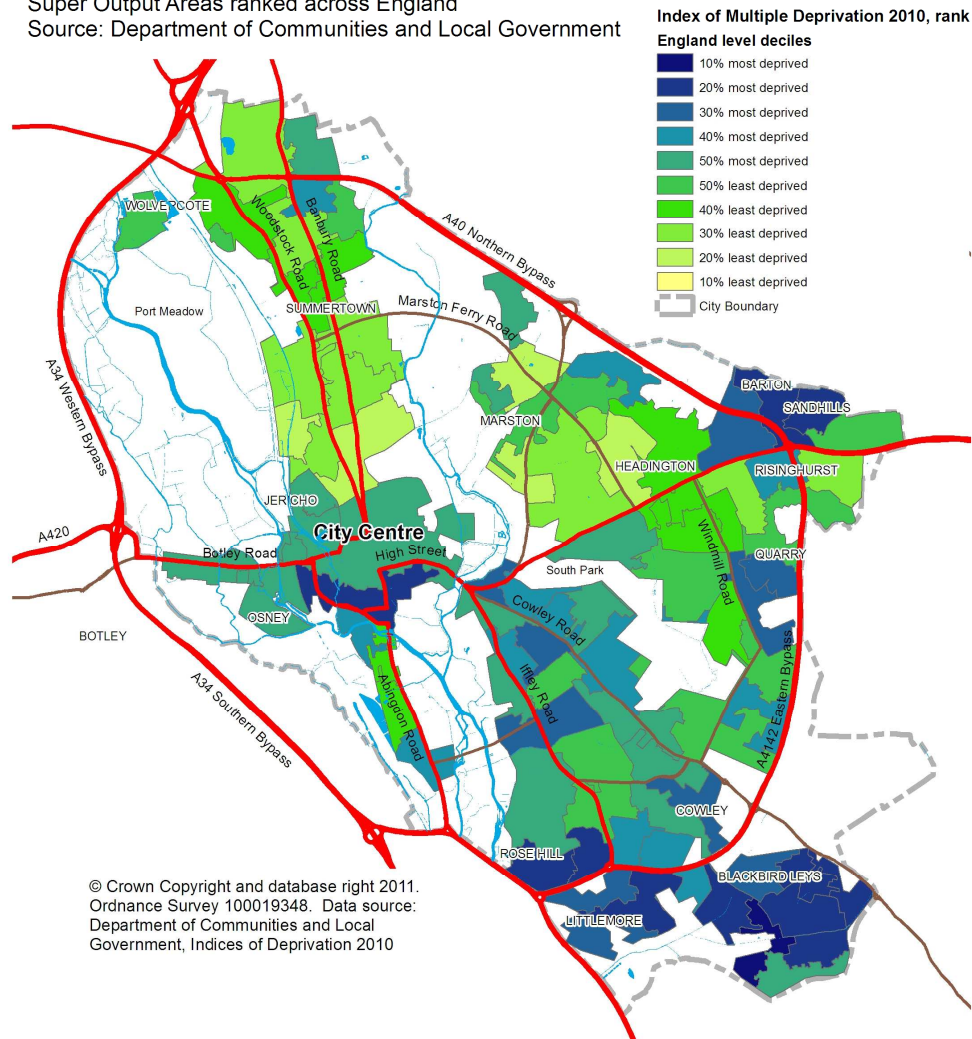 Super Output Areas ranked across England
Source: Department of Communities and Local Government
Index of Multiple Deprivation 2010, rank
England level deciles
10% most deprived
20% most deprived
30% most deprived
40% most deprived
50% most deprived
50% least deprived
40% least deprived
30% least deprived
20% least deprived
10% least deprived
City Boundary
WOLVERCOTE
Woodstock Road
Banbury Road
A40 Northern Bypass
Port Meadow
SUMMERTOWN
Marston Ferry Road
A34 Western Bypass
BARTON
SANDHILLS
MARSTON
HEADINGTON
RISINGHURST
JERICHO
City Centre
A420
Botley Road
High Street
Windmill Road
QUARRY
South Park
OSNEY
Cowley Road
BOTLEY
Iffley Road
Abingdon Road
A34 Southern Bypass
A4142 Eastern Bypass
COWLEY
ROSE HILL
BLACKBIRD LEYS
LITTLEMORE
© Crown Copyright and database right 2011.
Ordnance Survey 100019348.  Data source:
Department of Communities and Local
Government, Indices of Deprivation 2010